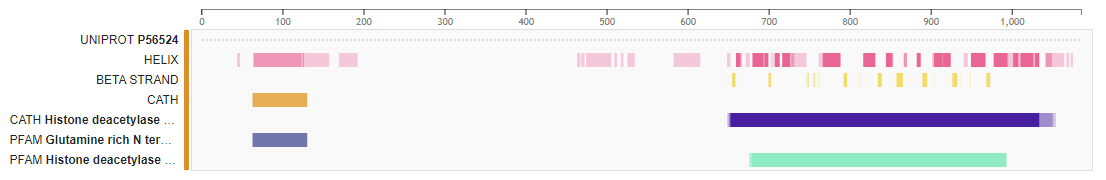 0 100 200 300 400 500 600 700 800 900 1,000
UNIPROT P56524
HELIX
BETA STRAND
CATH
CATH Histone deacetylase ...
PFAM Glutamine rich N ter...
PFAM Histone deacetylase ...